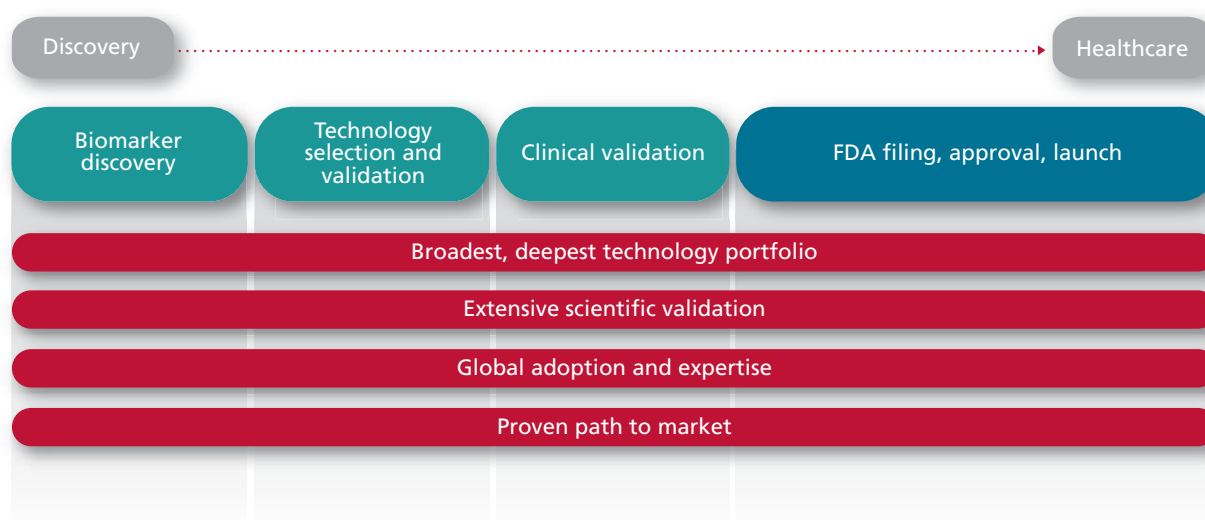 Discovery
Healthcare
Biomarker
discovery
Technology
selection and
validation
Clinical validation
FDA filing, approval, launch
Broadest, deepest technology portfolio
Extensive scientific validation
Global adoption and expertise
Proven path to market